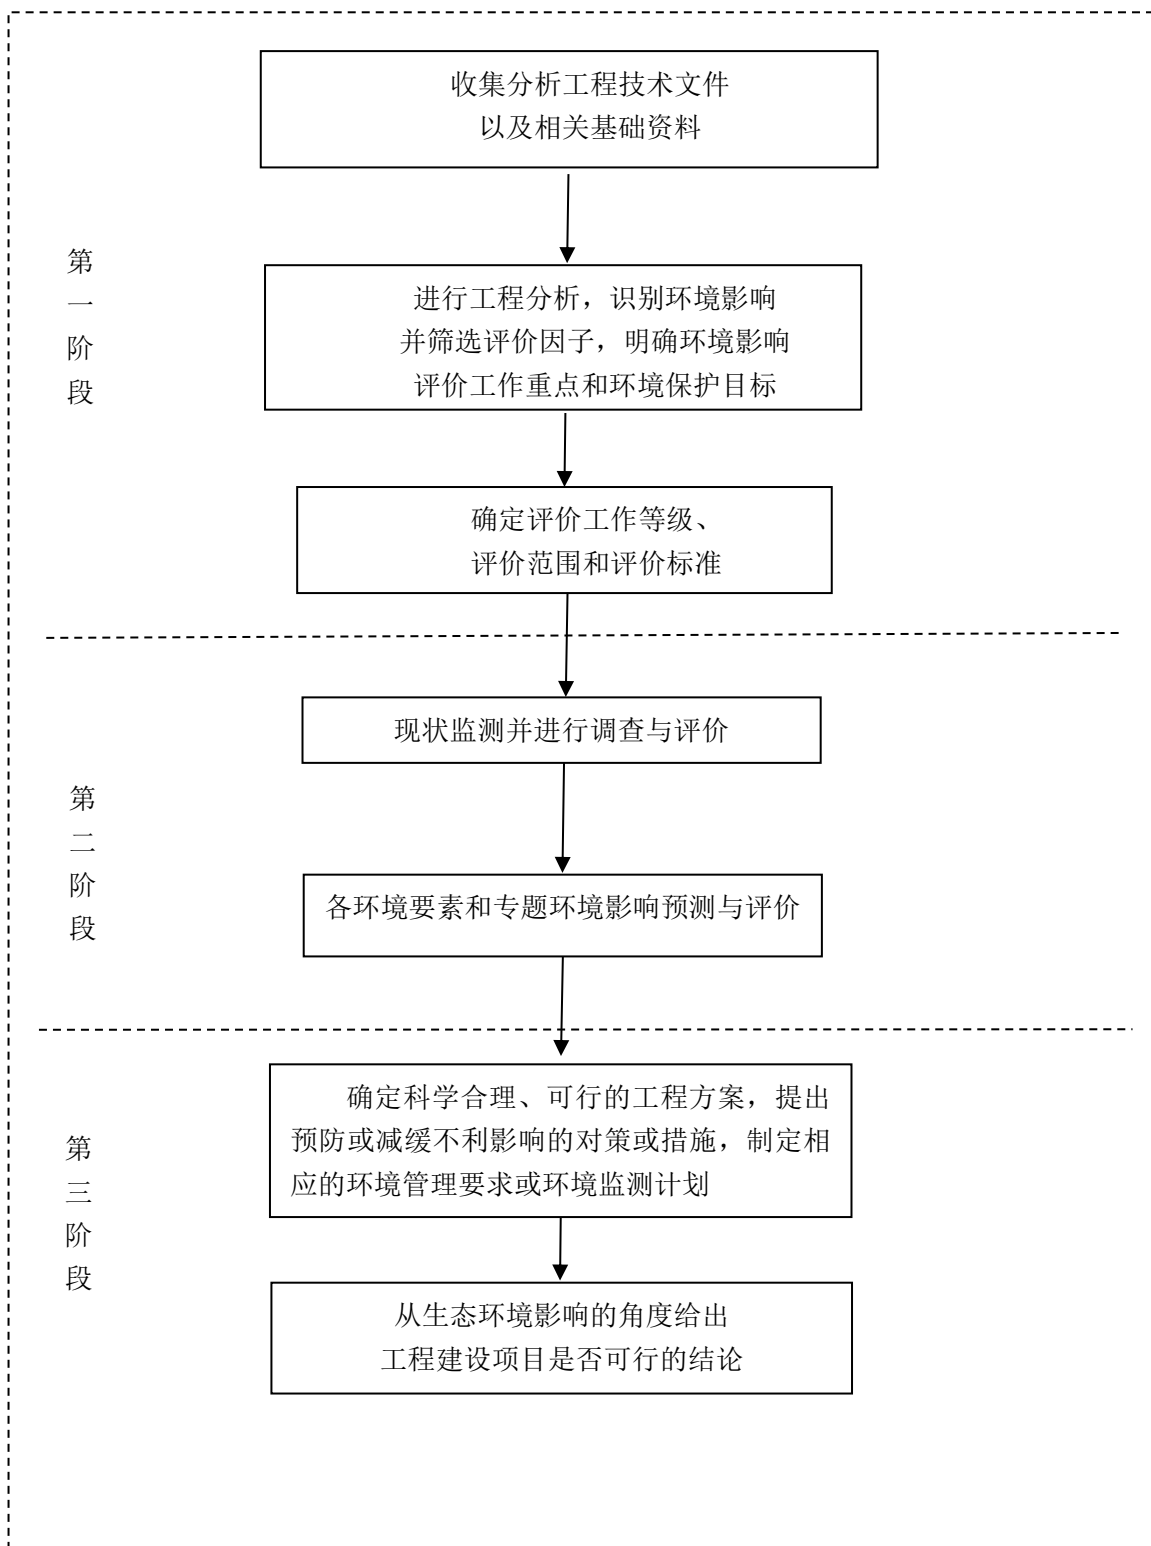 收集分析工程技术文件
以及相关基础资料
第
一
阶
段
进行工程分析，识别环境影响
并筛选评价因子，明确环境影响
评价工作重点和环境保护目标
确定评价工作等级、
评价范围和评价标准
现状监测并进行调查与评价
第
二
阶
段
各环境要素和专题环境影响预测与评价
确定科学合理、可行的工程方案，提出
预防或减缓不利影响的对策或措施，制定相
应的环境管理要求或环境监测计划
第
三
阶
段
从生态环境影响的角度给出
工程建设项目是否可行的结论